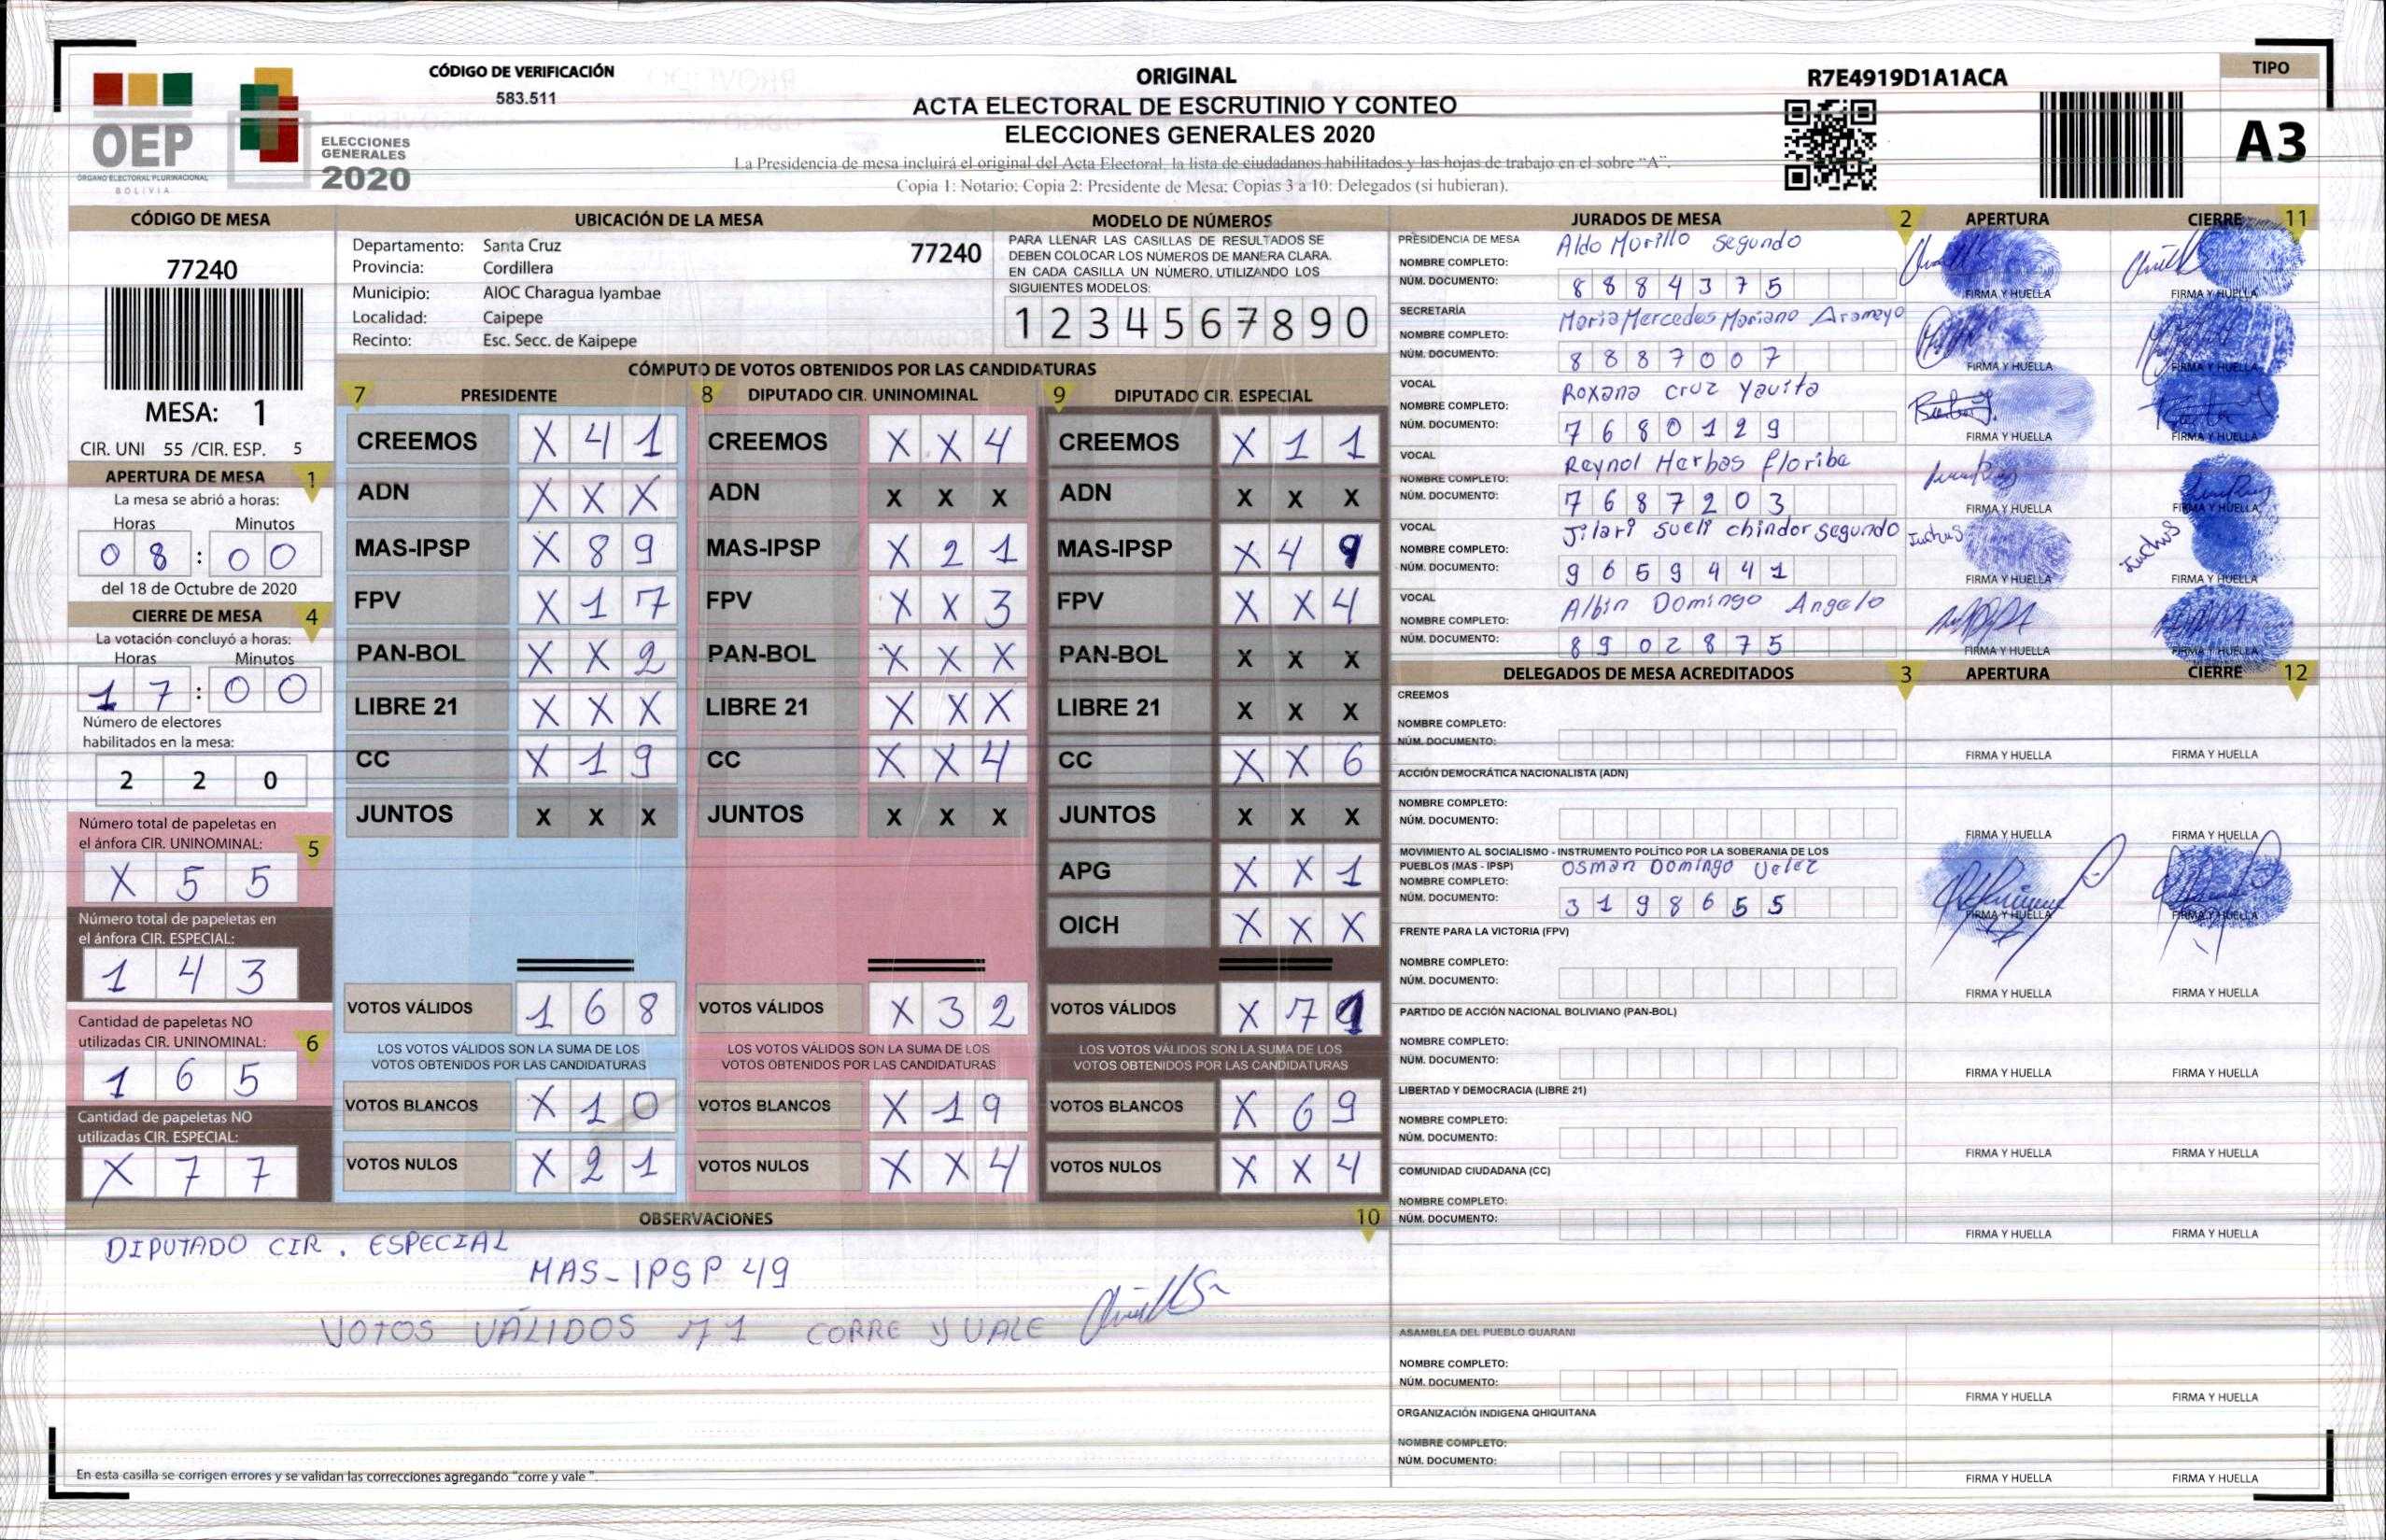 OEP
ÓRGANO ELECTORAL PLURINACIONAL
BOLIVIA
ELECCIONES
GENERALES
2020
CÓDIGO DE VERIFICACIÓN
583.511
ORIGINAL
ACTA ELECTORAL DE ESCRUTINIO Y CONTEO
ELECCIONES GENERALES 2020
La Presidencia de mesa incluirá el original del Acta Electoral, la lista de ciudadanos habilitados y las hojas de trabajo en el sobre "A".
Copia 1: Notario; Copia 2: Presidente de Mesa; Copias 3 a 10: Delegados (si hubieran).
R7E4919D1A1ACA
TIPO
A3
CÓDIGO DE MESA
77240
MESA: 1
CIR. UNI 55 /CIR. ESP. 5
APERTURA DE MESA 1
La mesa se abrió a horas:
Horas Minutos
0 8 : 0 0
del 18 de Octubre de 2020
CIERRE DE MESA 4
La votación concluyó a horas:
Horas Minutos
1 7 : 0 0
Número de electores
habilitados en la mesa:
2 2 0
Número total de papeletas en
el ánfora CIR. UNINOMINAL: 5
X 5 5
Número total de papeletas en
el ánfora CIR. ESPECIAL:
1 4 3
Cantidad de papeletas NO
utilizadas CIR. UNINOMINAL: 6
1 6 5
Cantidad de papeletas NO
utilizadas CIR. ESPECIAL:
X 7 7
UBICACIÓN DE LA MESA
Departamento: Santa Cruz 77240
Provincia: Cordillera
Municipio: AIOC Charagua Iyambae
Localidad: Caipepe
Recinto: Esc. Secc. de Kaipepe
MODELO DE NÚMEROS
PARA LLENAR LAS CASILLAS DE RESULTADOS SE
DEBEN COLOCAR LOS NÚMEROS DE MANERA CLARA.
EN CADA CASILLA UN NÚMERO, UTILIZANDO LOS
SIGUIENTES MODELOS:
1 2 3 4 5 6 7 8 9 0
CÓMPUTO DE VOTOS OBTENIDOS POR LAS CANDIDATURAS
7 PRESIDENTE
CREEMOS X 4 1
ADN X X X
MAS-IPSP X 8 9
FPV X 1 7
PAN-BOL X X 2
LIBRE 21 X X X
CC X 1 9
JUNTOS X X X
VOTOS VÁLIDOS 1 6 8
LOS VOTOS VÁLIDOS SON LA SUMA DE LOS
VOTOS OBTENIDOS POR LAS CANDIDATURAS
VOTOS BLANCOS X 1 0
VOTOS NULOS X 2 1
8 DIPUTADO CIR. UNINOMINAL
CREEMOS X X 4
ADN X X X
MAS-IPSP X 2 1
FPV X X 3
PAN-BOL X X X
LIBRE 21 X X X
CC X X 4
JUNTOS X X X
VOTOS VÁLIDOS X 3 2
LOS VOTOS VÁLIDOS SON LA SUMA DE LOS
VOTOS OBTENIDOS POR LAS CANDIDATURAS
VOTOS BLANCOS X 1 9
VOTOS NULOS X X 4
9 DIPUTADO CIR. ESPECIAL
CREEMOS X 1 1
ADN X X X
MAS-IPSP X 4 9
FPV X X 4
PAN-BOL X X X
LIBRE 21 X X X
CC X X 6
JUNTOS X X X
APG X X 1
OICH X X X
VOTOS VÁLIDOS X 7 1
LOS VOTOS VÁLIDOS SON LA SUMA DE LOS
VOTOS OBTENIDOS POR LAS CANDIDATURAS
VOTOS BLANCOS X 6 9
VOTOS NULOS X X 4
OBSERVACIONES 10
DIPUTADO CIR. ESPECIAL
MAS-IPSP 49
VOTOS VÁLIDOS 71 CORRE Y VALE
En esta casilla se corrigen errores y se validan las correcciones agregando "corre y vale".
JURADOS DE MESA 2 APERTURA CIERRE 11
PRESIDENCIA DE MESA
NOMBRE COMPLETO: Aldo Murillo Segundo
NÚM. DOCUMENTO: 8 8 8 4 3 7 5
FIRMA Y HUELLA FIRMA Y HUELLA
SECRETARÍA
NOMBRE COMPLETO: Maria Mercedes Mariano Aramayo
NÚM. DOCUMENTO: 8 8 8 7 0 0 7
FIRMA Y HUELLA FIRMA Y HUELLA
VOCAL
NOMBRE COMPLETO: Roxana Cruz Yavita
NÚM. DOCUMENTO: 7 6 8 0 1 2 9
FIRMA Y HUELLA FIRMA Y HUELLA
VOCAL
NOMBRE COMPLETO: Reynol Herbas Floribe
NÚM. DOCUMENTO: 7 6 8 7 2 0 3
FIRMA Y HUELLA FIRMA Y HUELLA
VOCAL
NOMBRE COMPLETO: Jilari Sueli chindor segundo
NÚM. DOCUMENTO: 9 6 5 9 4 4 1
FIRMA Y HUELLA FIRMA Y HUELLA
VOCAL
NOMBRE COMPLETO: Albin Domingo Angelo
NÚM. DOCUMENTO: 8 9 0 2 8 7 5
FIRMA Y HUELLA FIRMA Y HUELLA
DELEGADOS DE MESA ACREDITADOS 3 APERTURA CIERRE 12
CREEMOS
NOMBRE COMPLETO:
NÚM. DOCUMENTO:
FIRMA Y HUELLA FIRMA Y HUELLA
ACCIÓN DEMOCRÁTICA NACIONALISTA (ADN)
NOMBRE COMPLETO:
NÚM. DOCUMENTO:
FIRMA Y HUELLA FIRMA Y HUELLA
MOVIMIENTO AL SOCIALISMO - INSTRUMENTO POLÍTICO POR LA SOBERANIA DE LOS
PUEBLOS (MAS - IPSP)
NOMBRE COMPLETO: Osman Domingo Velez
NÚM. DOCUMENTO: 3 1 9 8 6 5 5
FIRMA Y HUELLA FIRMA Y HUELLA
FRENTE PARA LA VICTORIA (FPV)
NOMBRE COMPLETO:
NÚM. DOCUMENTO:
FIRMA Y HUELLA FIRMA Y HUELLA
PARTIDO DE ACCIÓN NACIONAL BOLIVIANO (PAN-BOL)
NOMBRE COMPLETO:
NÚM. DOCUMENTO:
FIRMA Y HUELLA FIRMA Y HUELLA
LIBERTAD Y DEMOCRACIA (LIBRE 21)
NOMBRE COMPLETO:
NÚM. DOCUMENTO:
FIRMA Y HUELLA FIRMA Y HUELLA
COMUNIDAD CIUDADANA (CC)
NOMBRE COMPLETO:
NÚM. DOCUMENTO:
FIRMA Y HUELLA FIRMA Y HUELLA
ASAMBLEA DEL PUEBLO GUARANI
NOMBRE COMPLETO:
NÚM. DOCUMENTO:
FIRMA Y HUELLA FIRMA Y HUELLA
ORGANIZACIÓN INDIGENA QHIQUITANA
NOMBRE COMPLETO:
NÚM. DOCUMENTO:
FIRMA Y HUELLA FIRMA Y HUELLA